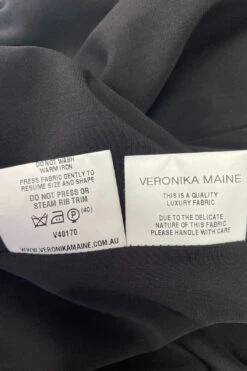 DO NOT WASH
WARM IRON
PRESS FABRIC GENTLY TO
RESUME SIZE AND SHAPE
DO NOT PRESS OR
STEAM RIB TRIM
P (40)
V40170
WWW.VERONIKAMAINE.COM.AU
VERONIKA MAINE
THIS IS A QUALITY
LUXURY FABRIC
DUE TO THE DELICATE
NATURE OF THIS FABRIC
PLEASE HANDLE WITH CARE